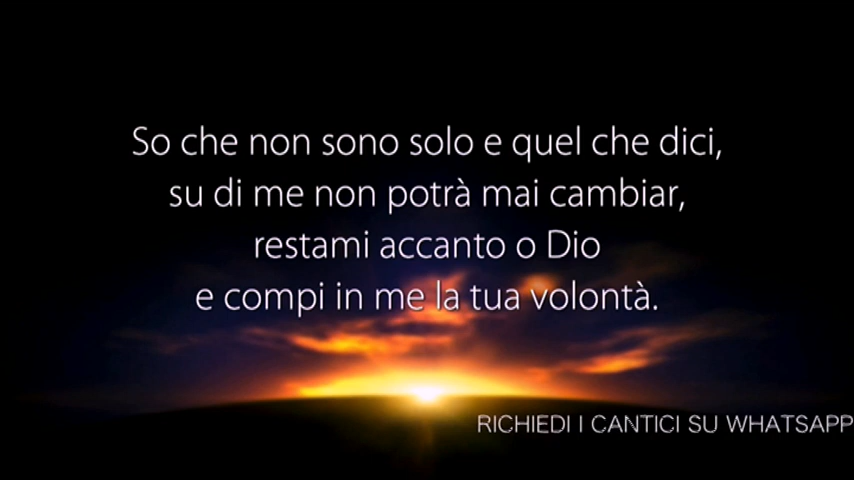 So che non sono solo e quel che dici,
su di me non potrà mai cambiar,
restami accanto o Dio
e compi in me la tua volontà.
RICHIEDI I CANTICI SU WHATSAPP